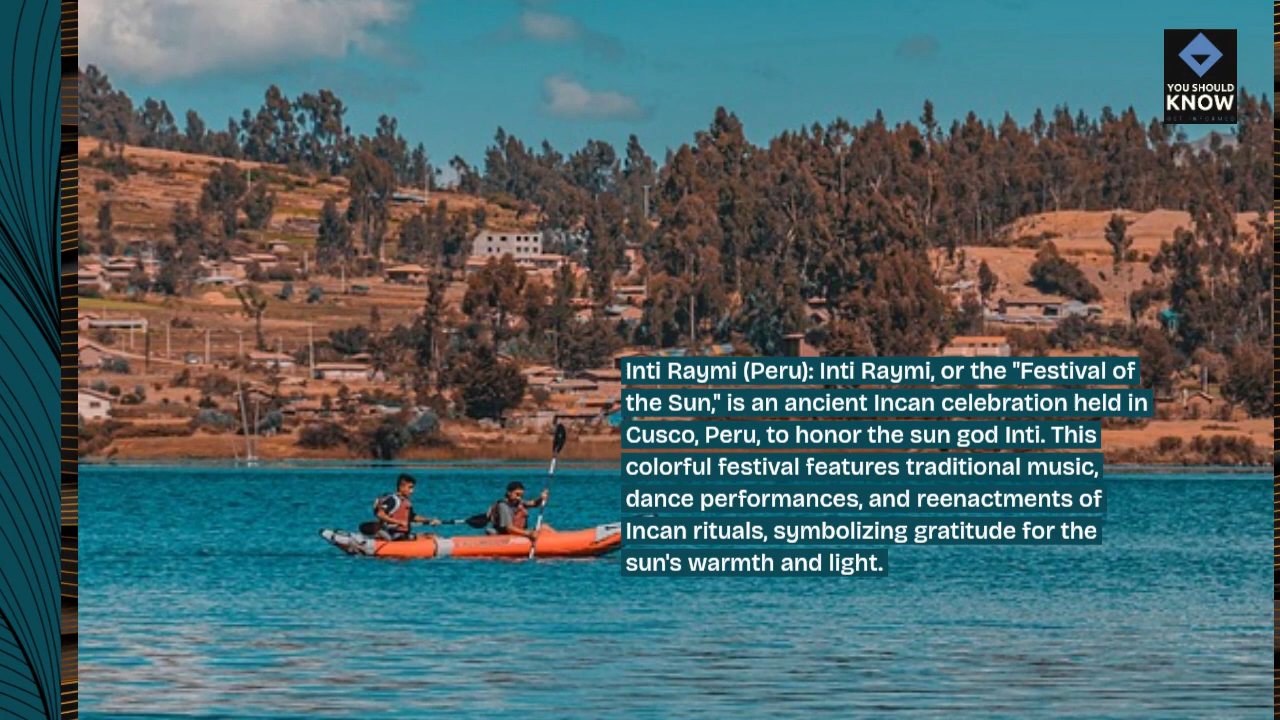 YOU SHOULD
KNOW
GET INFORMED
Inti Raymi (Peru): Inti Raymi, or the "Festival of
the Sun," is an ancient Incan celebration held in
Cusco, Peru, to honor the sun god Inti. This
colorful festival features traditional music,
dance performances, and reenactments of
Incan rituals, symbolizing gratitude for the
sun's warmth and light.